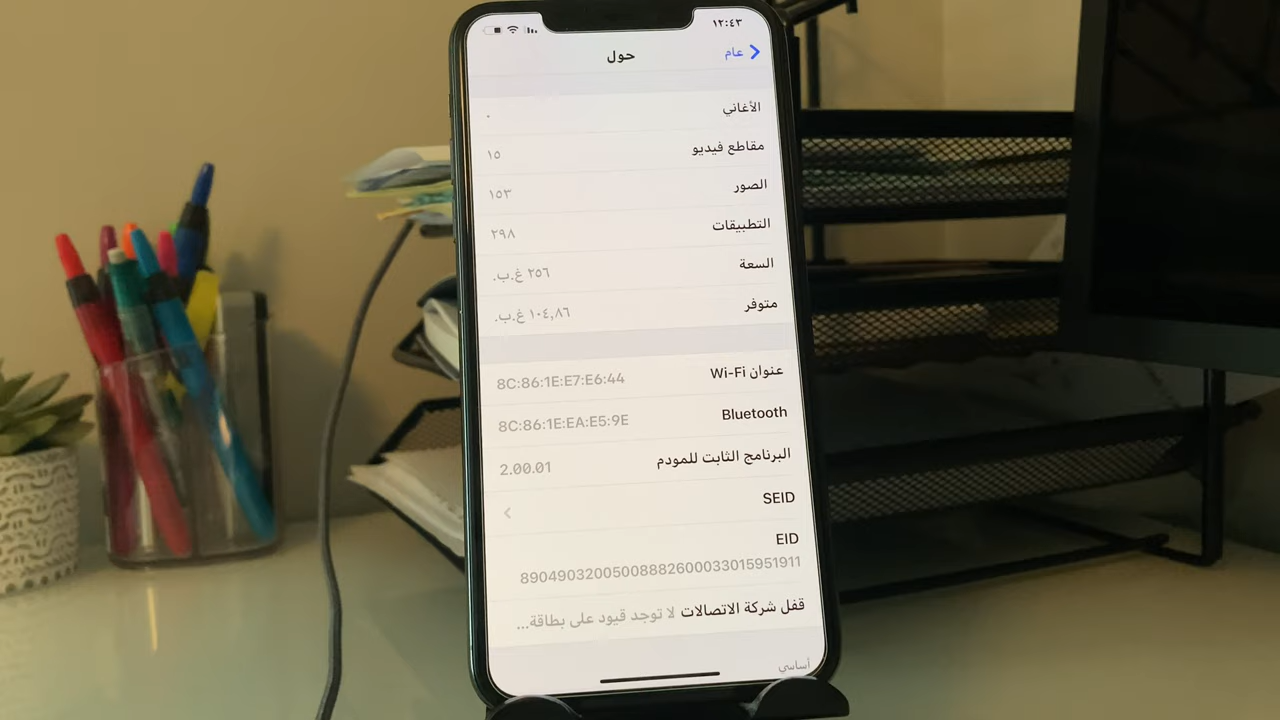 ١٢:٤٣
عام
حول
الأغاني ٠
مقاطع فيديو ١٥
الصور ١٥٣
التطبيقات ٢٩٨
السعة ٢٥٦ غ.ب.
متوفر ١٠٤,٨٦ غ.ب.
عنوان Wi-Fi 8C:86:1E:E7:E6:44
Bluetooth 8C:86:1E:EA:E5:9E
البرنامج الثابت للمودم 2.00.01
SEID
EID
89049032005008882600033015951911
قفل شركة الاتصالات لا توجد قيود على بطاقة...
أساسي